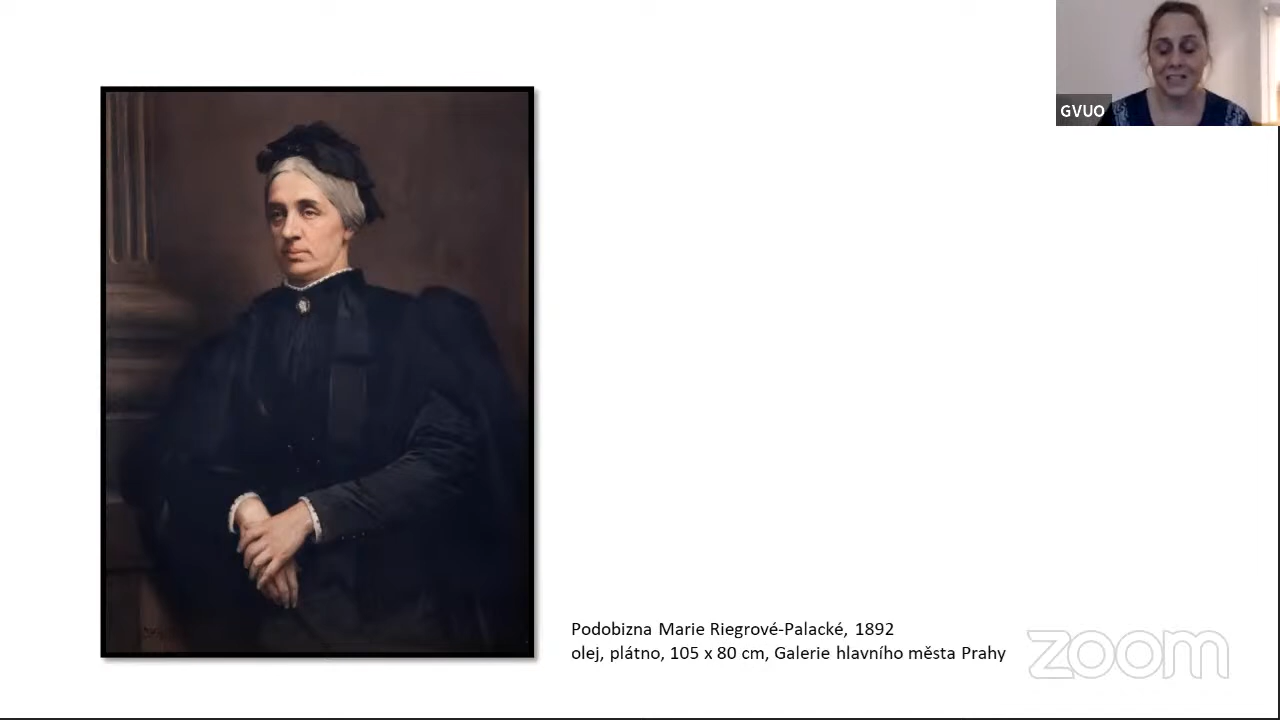 GVUO
Podobizna Marie Riegrové-Palacké, 1892
olej, plátno, 105 x 80 cm, Galerie hlavního města Prahy
zoom